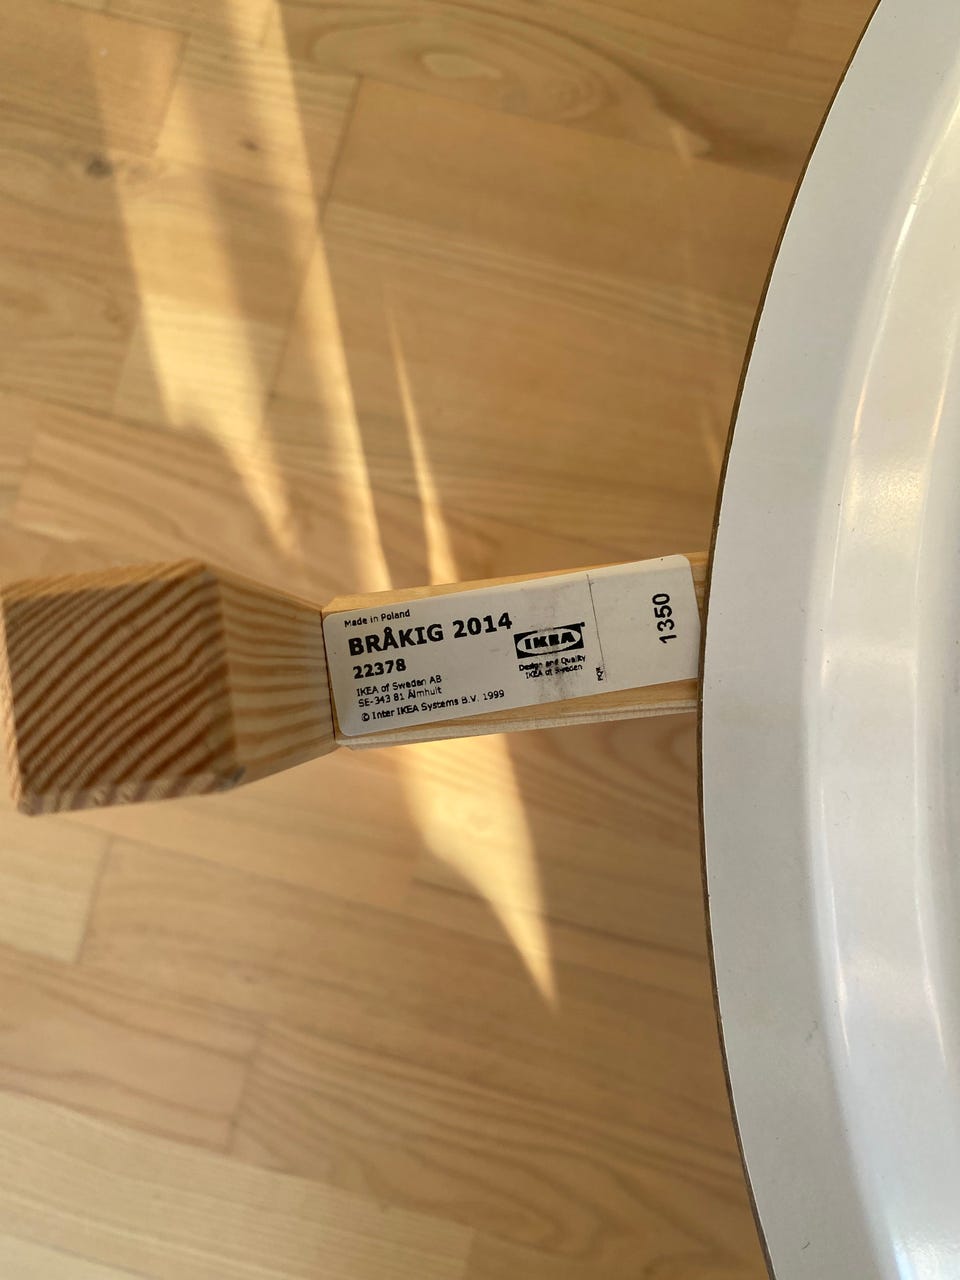 Made in Poland
BRÅKIG 2014
22378
IKEA of Sweden AB
SE-343 81 Älmhult
© Inter IKEA Systems B.V. 1999
IKEA®
Design and Quality
IKEA of Sweden
1350